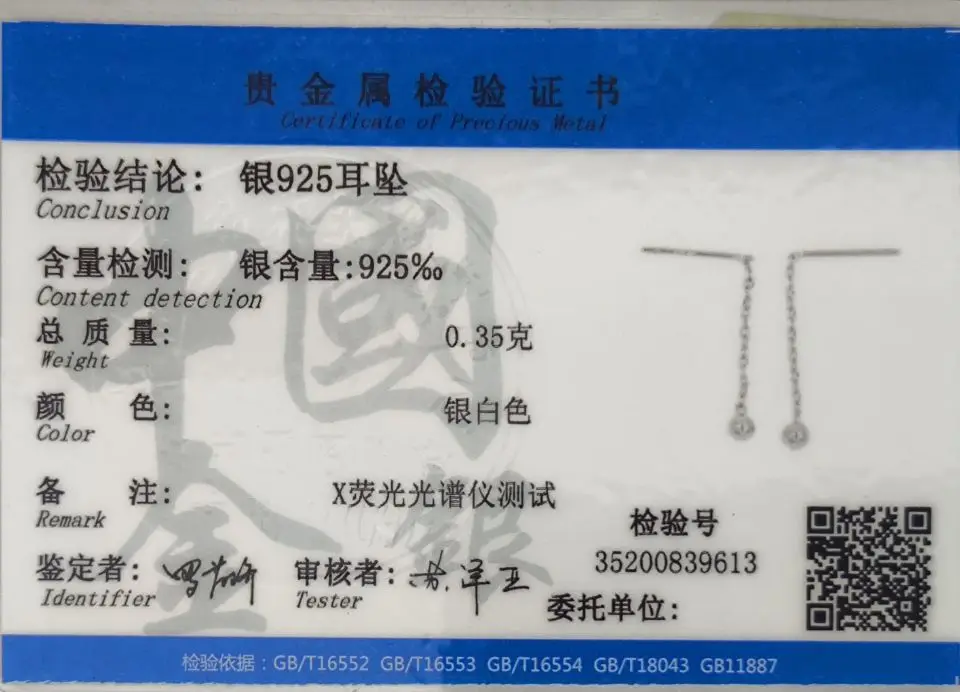 贵金属检验证书
Certificate of Precious Metal
检验结论: 银925耳坠
Conclusion
含量检测: 银含量:925‰
Content detection
总质量: 0.35克
Weight
颜色: 银白色
Color
备注: X荧光光谱仪测试
Remark
检验号
35200839613
鉴定者: 审核者:
Identifier Tester
委托单位:
检验依据：GB/T16552 GB/T16553 GB/T16554 GB/T18043 GB11887
中國
金銀